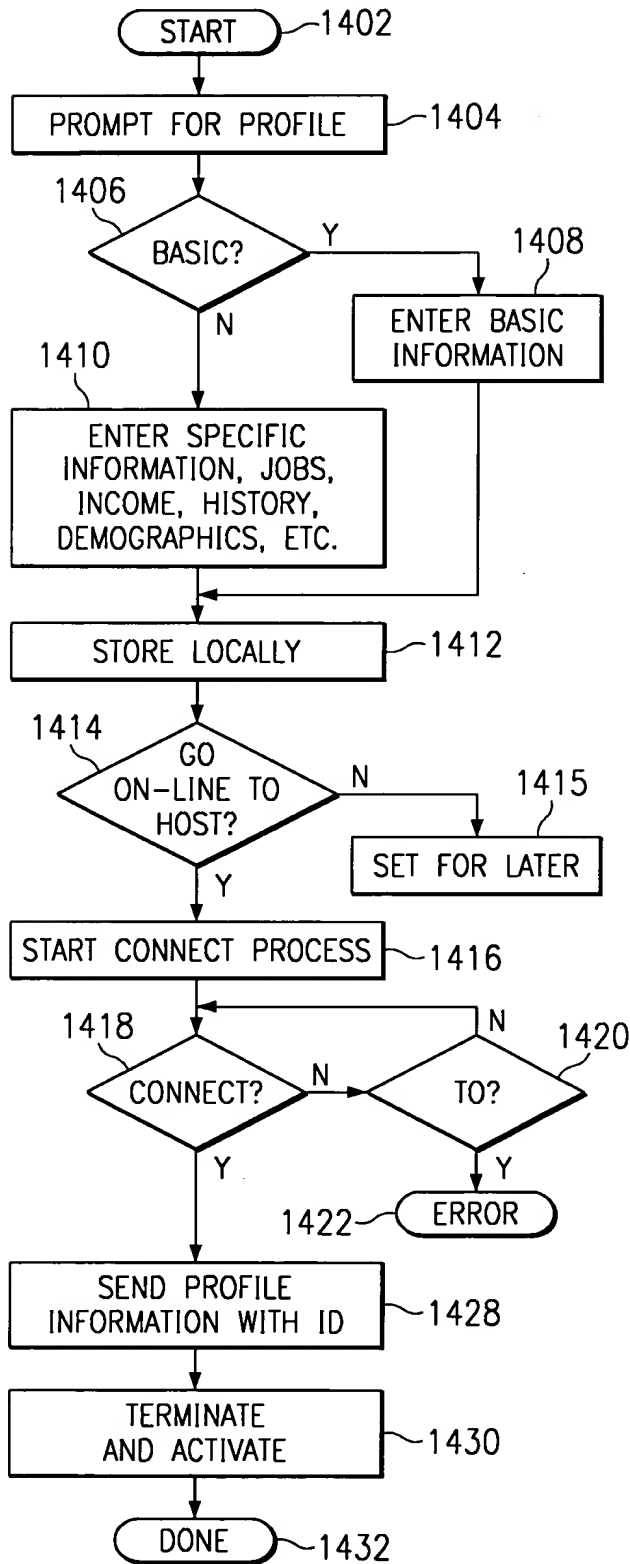 START
1402
PROMPT FOR PROFILE
1404
1406
BASIC?
Y
N
1408
ENTER BASIC
INFORMATION
1410
ENTER SPECIFIC
INFORMATION, JOBS,
INCOME, HISTORY,
DEMOGRAPHICS, ETC.
STORE LOCALLY
1412
1414
GO
ON-LINE TO
HOST?
N
Y
1415
SET FOR LATER
START CONNECT PROCESS
1416
1418
CONNECT?
N
Y
N
1420
TO?
Y
1422
ERROR
SEND PROFILE
INFORMATION WITH ID
1428
TERMINATE
AND ACTIVATE
1430
DONE
1432